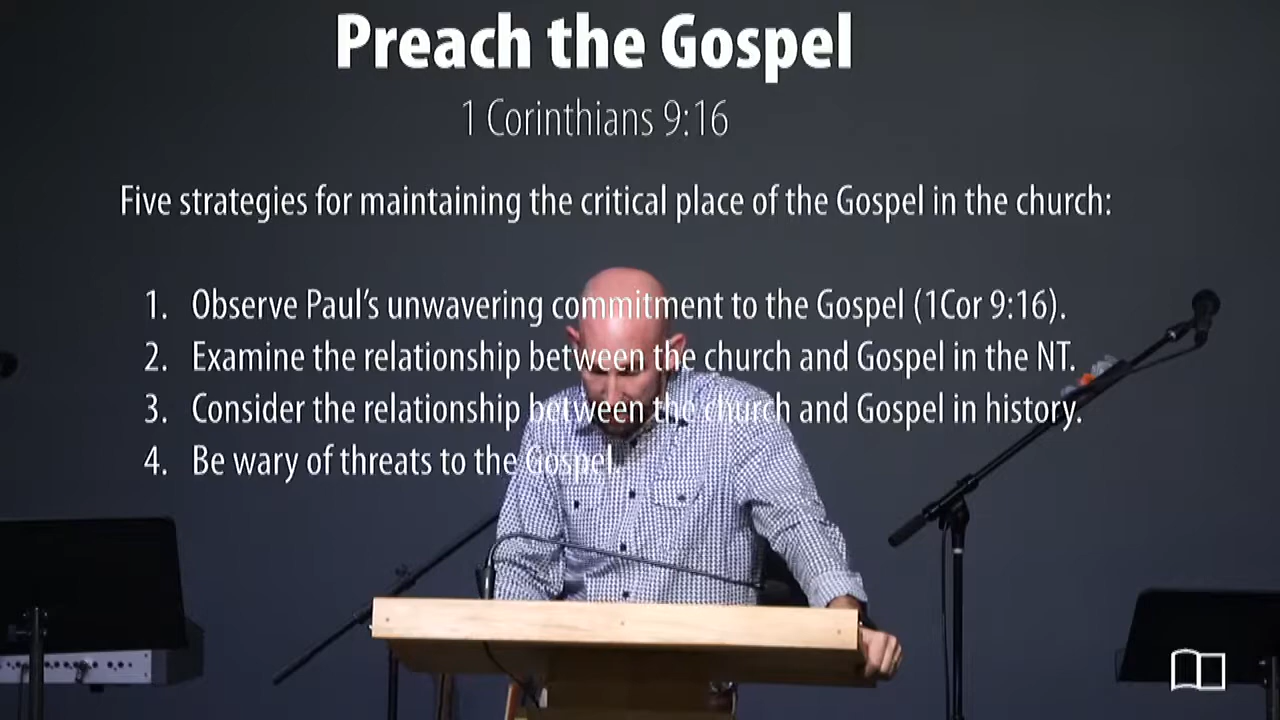 Preach the Gospel
1 Corinthians 9:16
Five strategies for maintaining the critical place of the Gospel in the church:
1. Observe Paul's unwavering commitment to the Gospel (1Cor 9:16).
2. Examine the relationship between the church and Gospel in the NT.
3. Consider the relationship between the church and Gospel in history.
4. Be wary of threats to the Gospel.